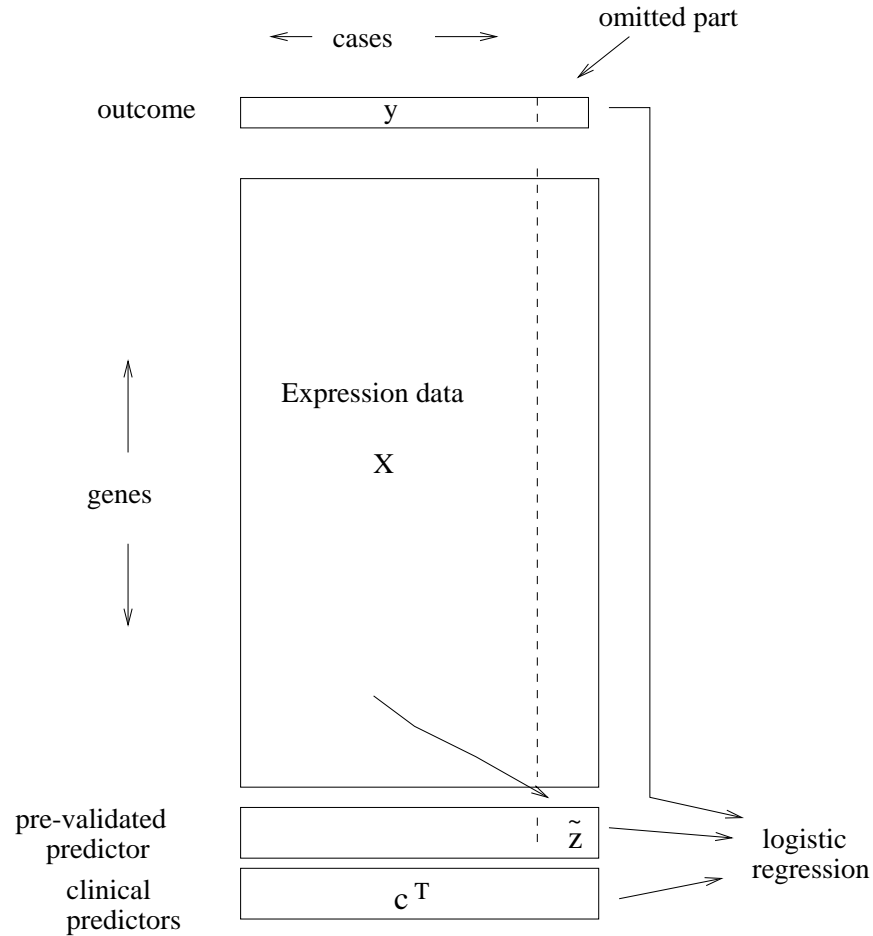 omitted part
cases
outcome
y
Expression data
X
genes
pre-validated
predictor
z̃
logistic
regression
clinical
predictors
c^T